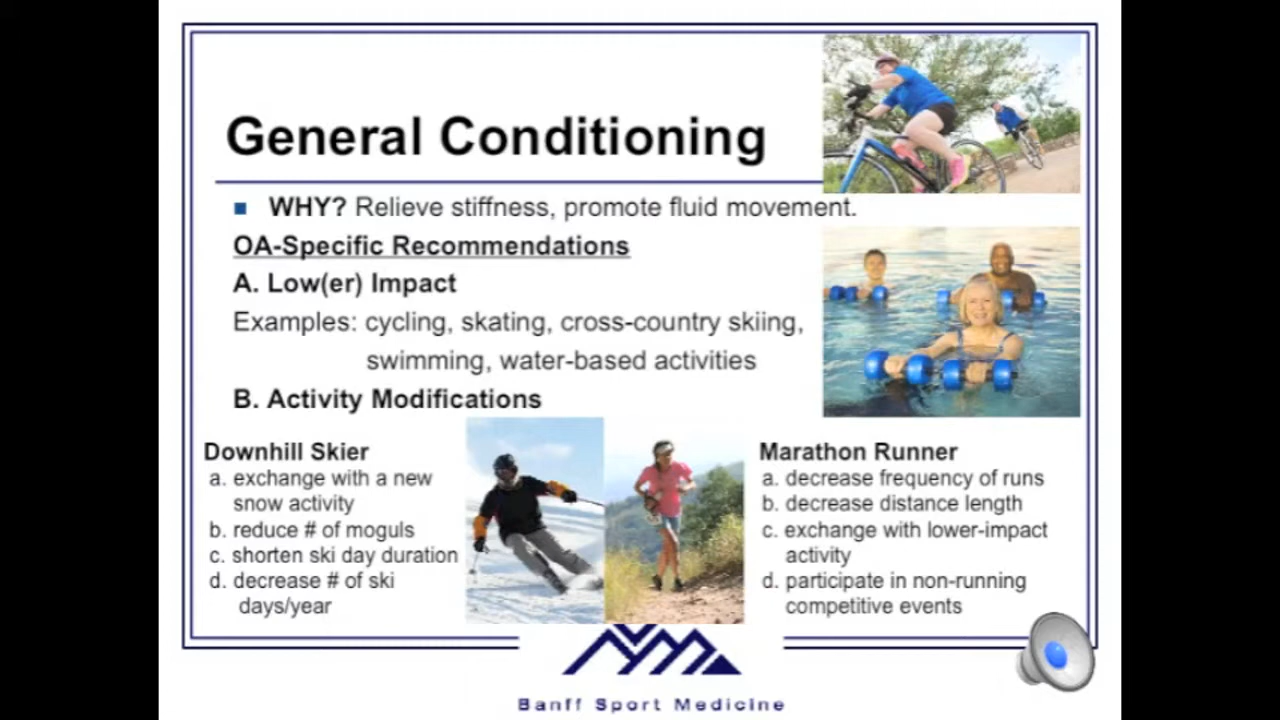 General Conditioning
WHY? Relieve stiffness, promote fluid movement.
OA-Specific Recommendations
A. Low(er) Impact
Examples: cycling, skating, cross-country skiing,
swimming, water-based activities
B. Activity Modifications
Downhill Skier
a. exchange with a new
snow activity
b. reduce # of moguls
c. shorten ski day duration
d. decrease # of ski
days/year
Marathon Runner
a. decrease frequency of runs
b. decrease distance length
c. exchange with lower-impact
activity
d. participate in non-running
competitive events
Banff Sport Medicine